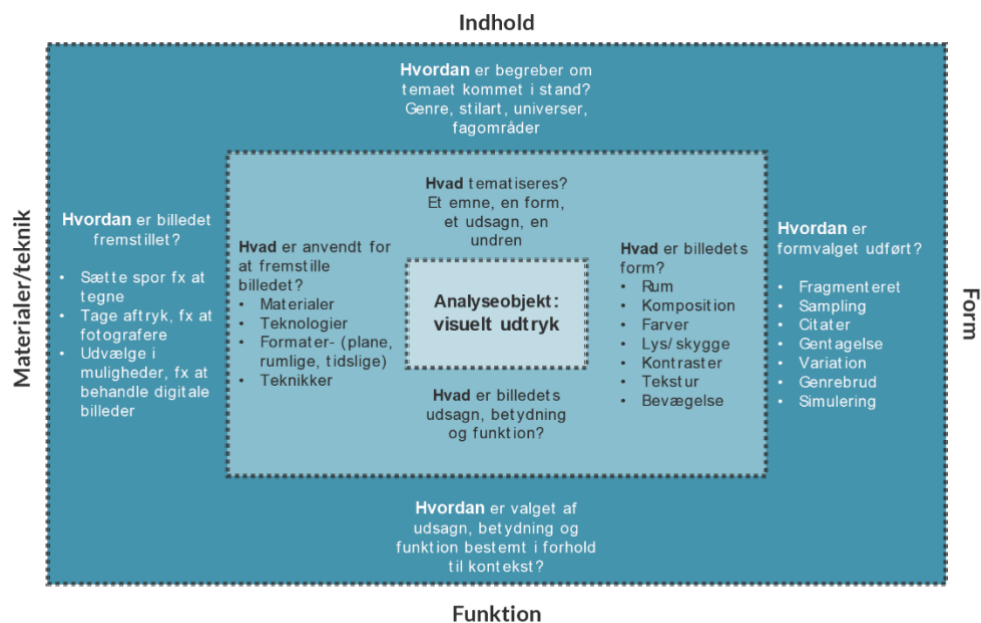 Indhold
Hvordan er begreber om
temaet kommet i stand?
Genre, stilart, universer,
fagområder
Hvad tematiseres?
Et emne, en form,
et udsagn, en
undren
Materialer/teknik
Hvordan er billedet
fremstillet?
• Sætte spor fx at
tegne
• Tage aftryk, fx at
fotografere
• Udvælge i
muligheder, fx at
behandle digitale
billeder
Hvad er anvendt for
at fremstille
billedet?
• Materialer
• Teknologier
• Formater- (plane,
rumlige, tidslige)
• Teknikker
Analyseobjekt:
visuelt udtryk
Hvad er billedets
form?
• Rum
• Komposition
• Farver
• Lys/ skygge
• Kontraster
• Tekstur
• Bevægelse
Hvordan er
formvalget udført?
• Fragmenteret
• Sampling
• Citater
• Gentagelse
• Variation
• Genrebrud
• Simulering
Form
Hvad er billedets
udsagn, betydning
og funktion?
Hvordan er valget af
udsagn, betydning og
funktion bestemt i forhold
til kontekst?
Funktion